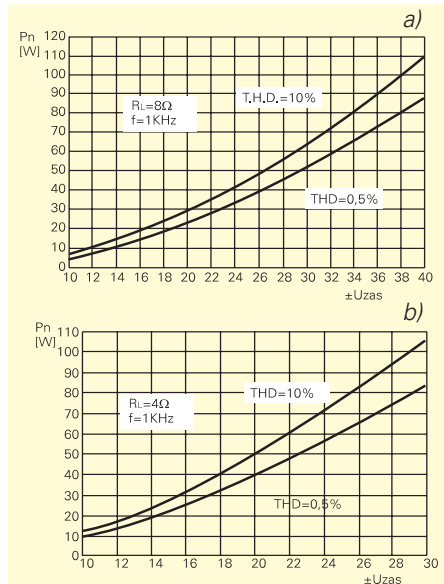 a)
Pn
[W]
120
110
100
90
80
70
60
50
40
30
20
10
0
RL=8Ω
f=1KHz
T.H.D.=10%
THD=0,5%
10 12 14 16 18 20 22 24 26 28 30 32 34 36 38 40
±Uzas
b)
Pn
[W]
110
100
90
80
70
60
50
40
30
20
10
0
RL=4Ω
f=1KHz
THD=10%
THD=0,5%
10 12 14 16 18 20 22 24 26 28 30
±Uzas